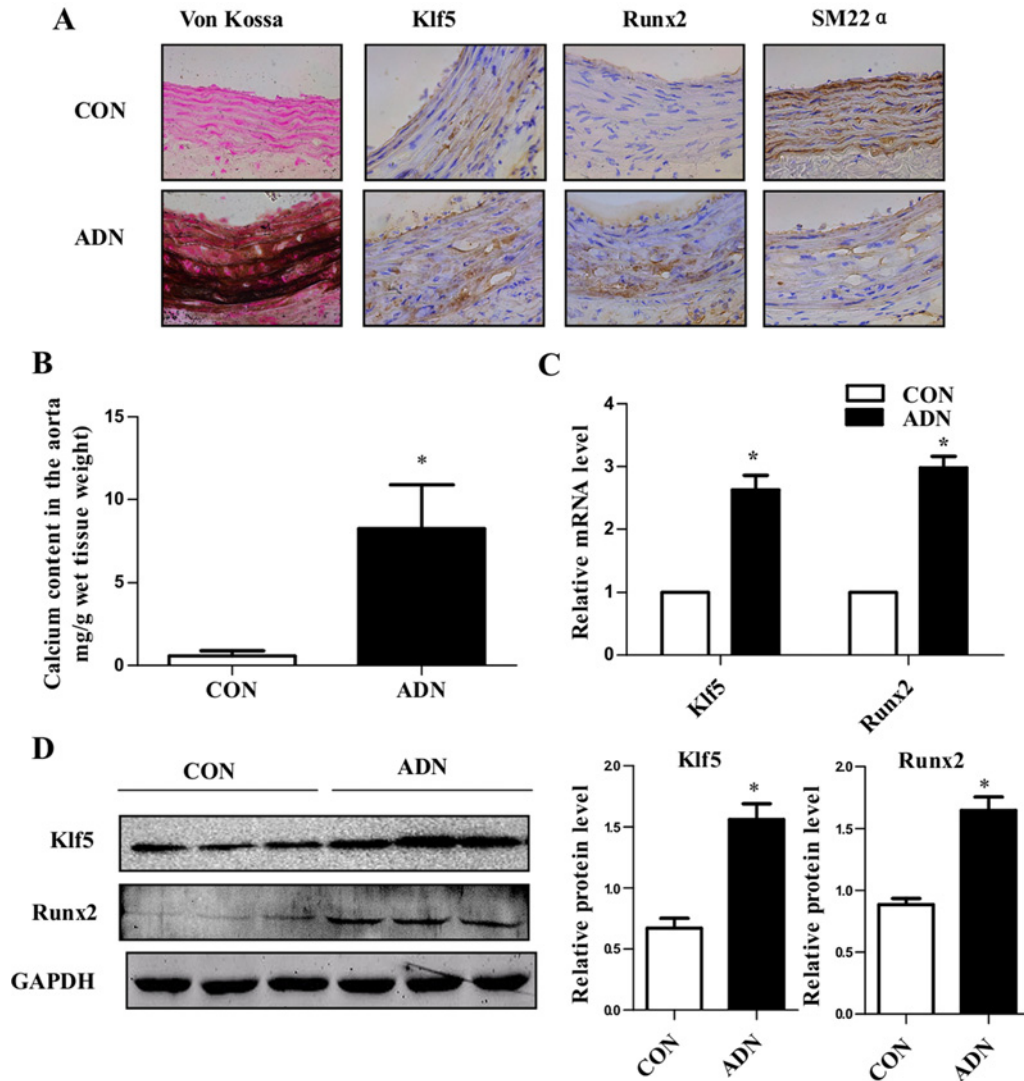 A
Von Kossa Klf5 Runx2 SM22 α
CON
ADN
B
Calcium content in the aorta
mg/g wet tissue weight)
15
10
5
0
CON ADN
*
C
CON
ADN
Relative mRNA level
4
3
2
1
0
* *
Klf5 Runx2
D
CON ADN
Klf5
Runx2
GAPDH
Klf5
Relative protein level
2.0
1.5
1.0
0.5
0.0
*
CON ADN
Runx2
Relative protein level
2.0
1.5
1.0
0.5
0.0
*
CON ADN